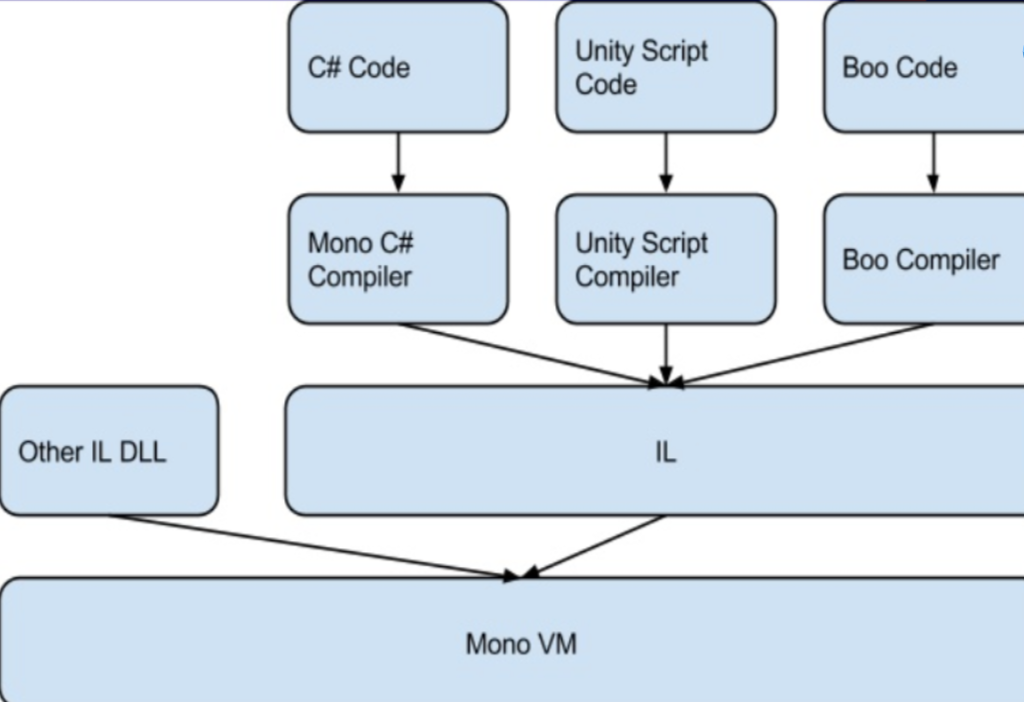 C# Code
Unity Script
Code
Boo Code
Mono C#
Compiler
Unity Script
Compiler
Boo Compiler
Other IL DLL
IL
Mono VM